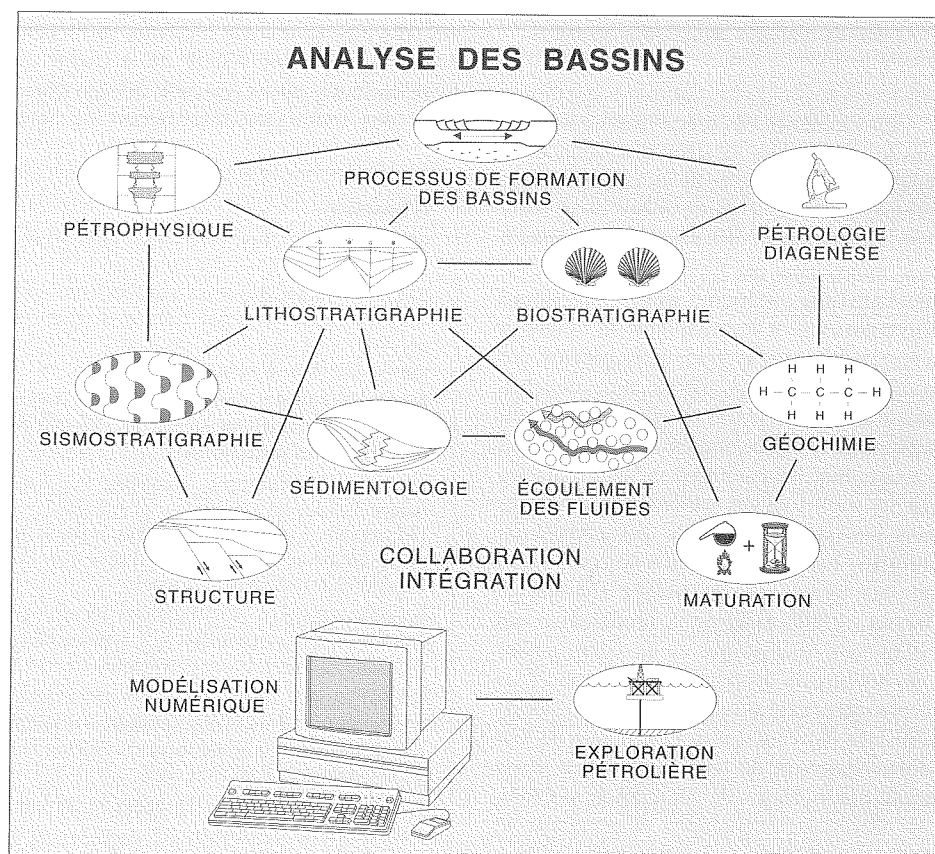 ANALYSE DES BASSINS
PROCESSUS DE FORMATION
DES BASSINS
PÉTROPHYSIQUE
PÉTROLOGIE
DIAGENÈSE
LITHOSTRATIGRAPHIE
BIOSTRATIGRAPHIE
SISMOSTRATIGRAPHIE
H H H
H - C - C - C - H
H H H
GÉOCHIMIE
SÉDIMENTOLOGIE
ÉCOULEMENT
DES FLUIDES
STRUCTURE
COLLABORATION
INTÉGRATION
+
MATURATION
MODÉLISATION
NUMÉRIQUE
EXPLORATION
PÉTROLIÈRE